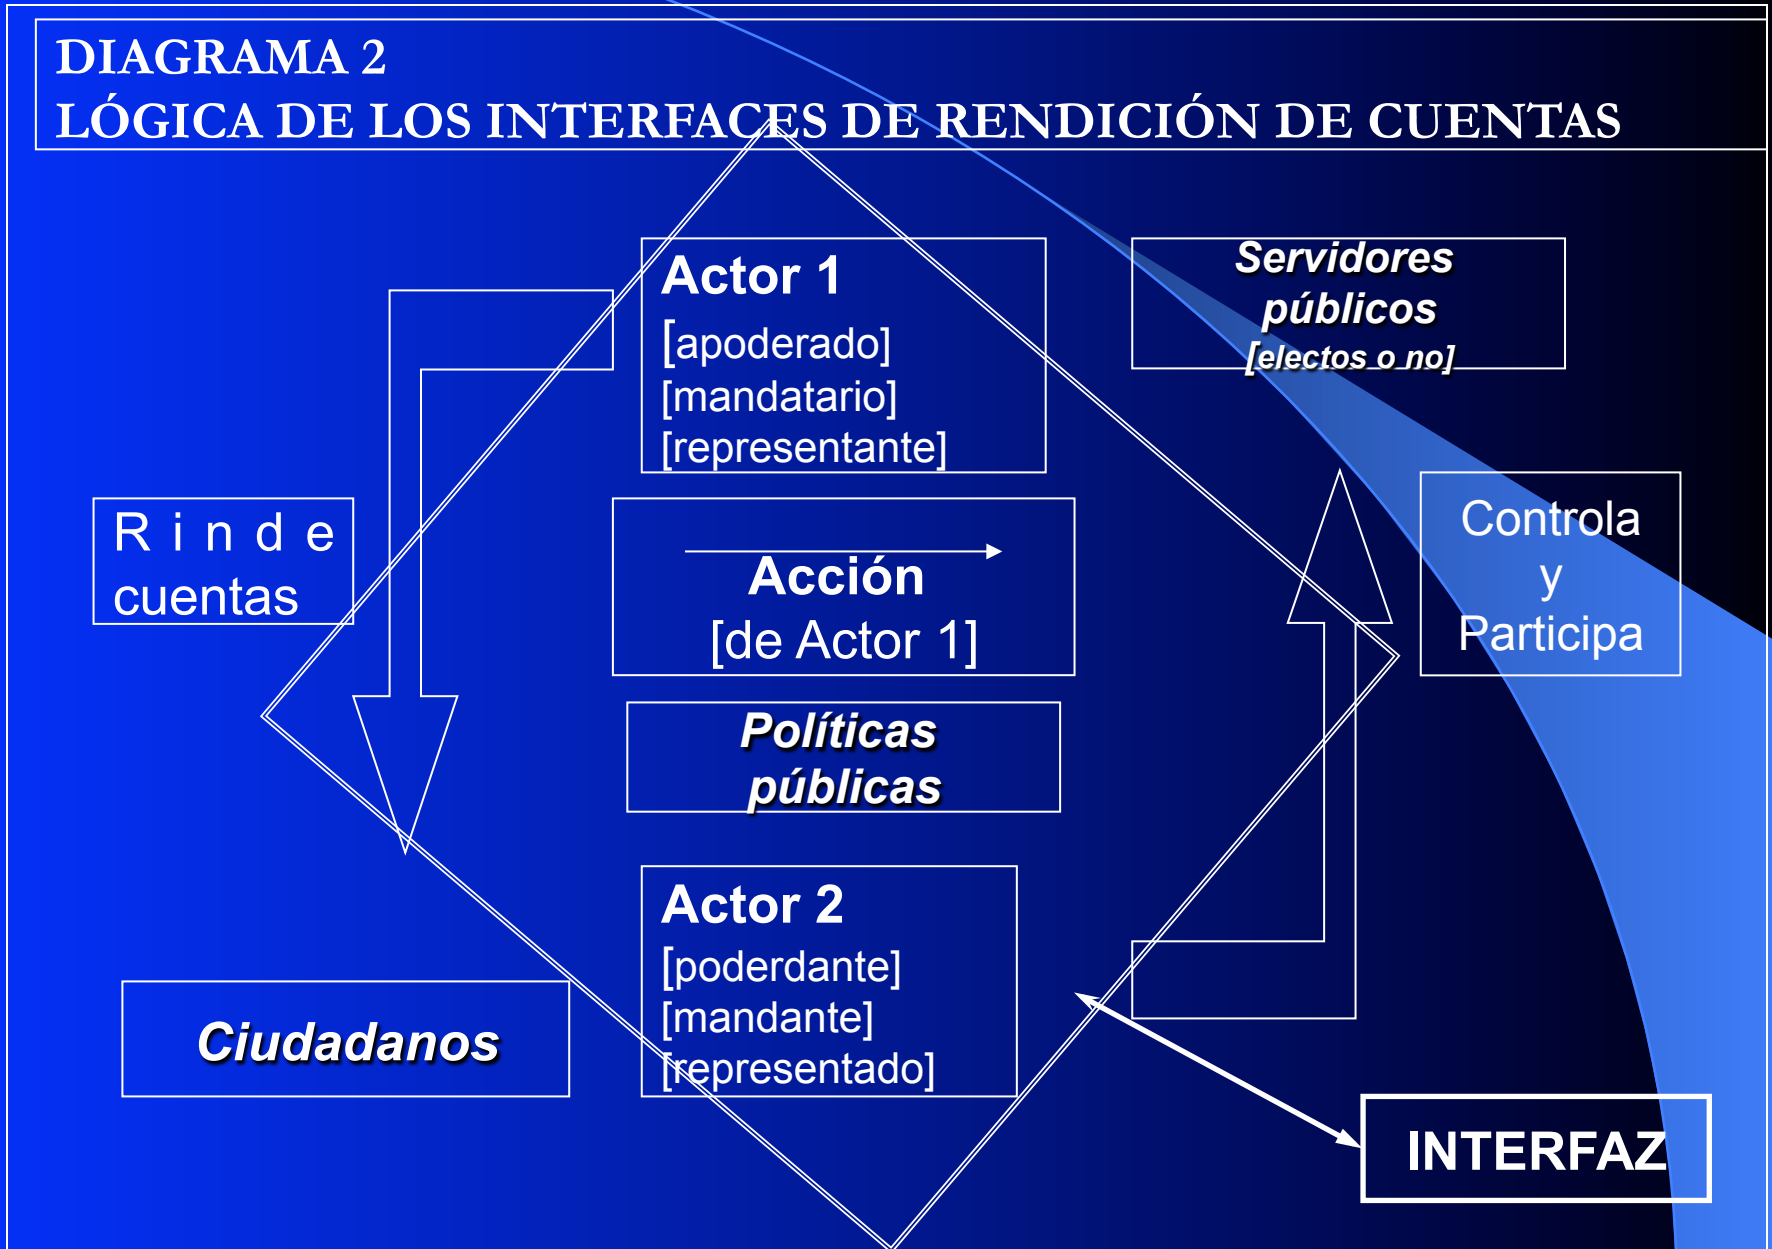 DIAGRAMA 2
LÓGICA DE LOS INTERFACES DE RENDICIÓN DE CUENTAS
Actor 1
[apoderado]
[mandatario]
[representante]
Servidores
públicos
[electos o no]
Rinde
cuentas
Acción
[de Actor 1]
Controla
y
Participa
Políticas
públicas
Actor 2
[poderdante]
[mandante]
[representado]
Ciudadanos
INTERFAZ